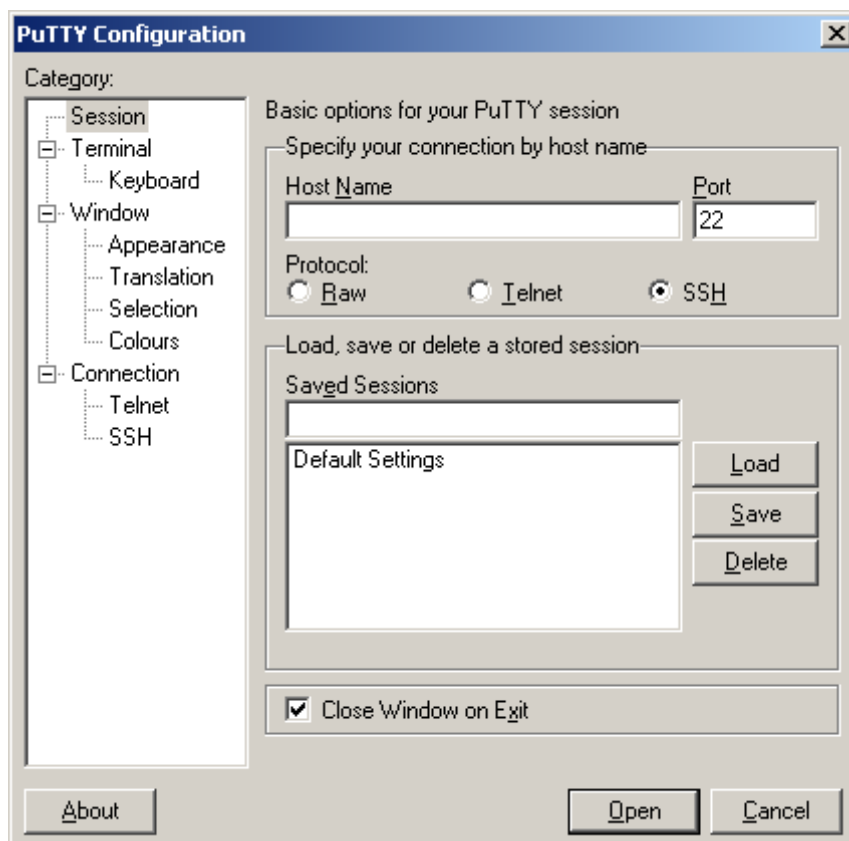 PuTTY Configuration
Category:
Session
Terminal
Keyboard
Window
Appearance
Translation
Selection
Colours
Connection
Telnet
SSH
Basic options for your PuTTY session
Specify your connection by host name
Host Name
Port
22
Protocol:
Raw
Telnet
SSH
Load, save or delete a stored session
Saved Sessions
Default Settings
Load
Save
Delete
Close Window on Exit
About
Open
Cancel